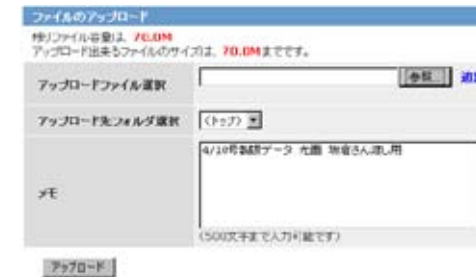 ファイルのアップロード
残りファイル容量は、70.0M
アップロード出来るファイルのサイズは、70.0Mまでです。
アップロードファイル選択
参照
アップロード先フォルダ選択
(トップ)
メモ
(500文字まで入力可能です)
アップロード